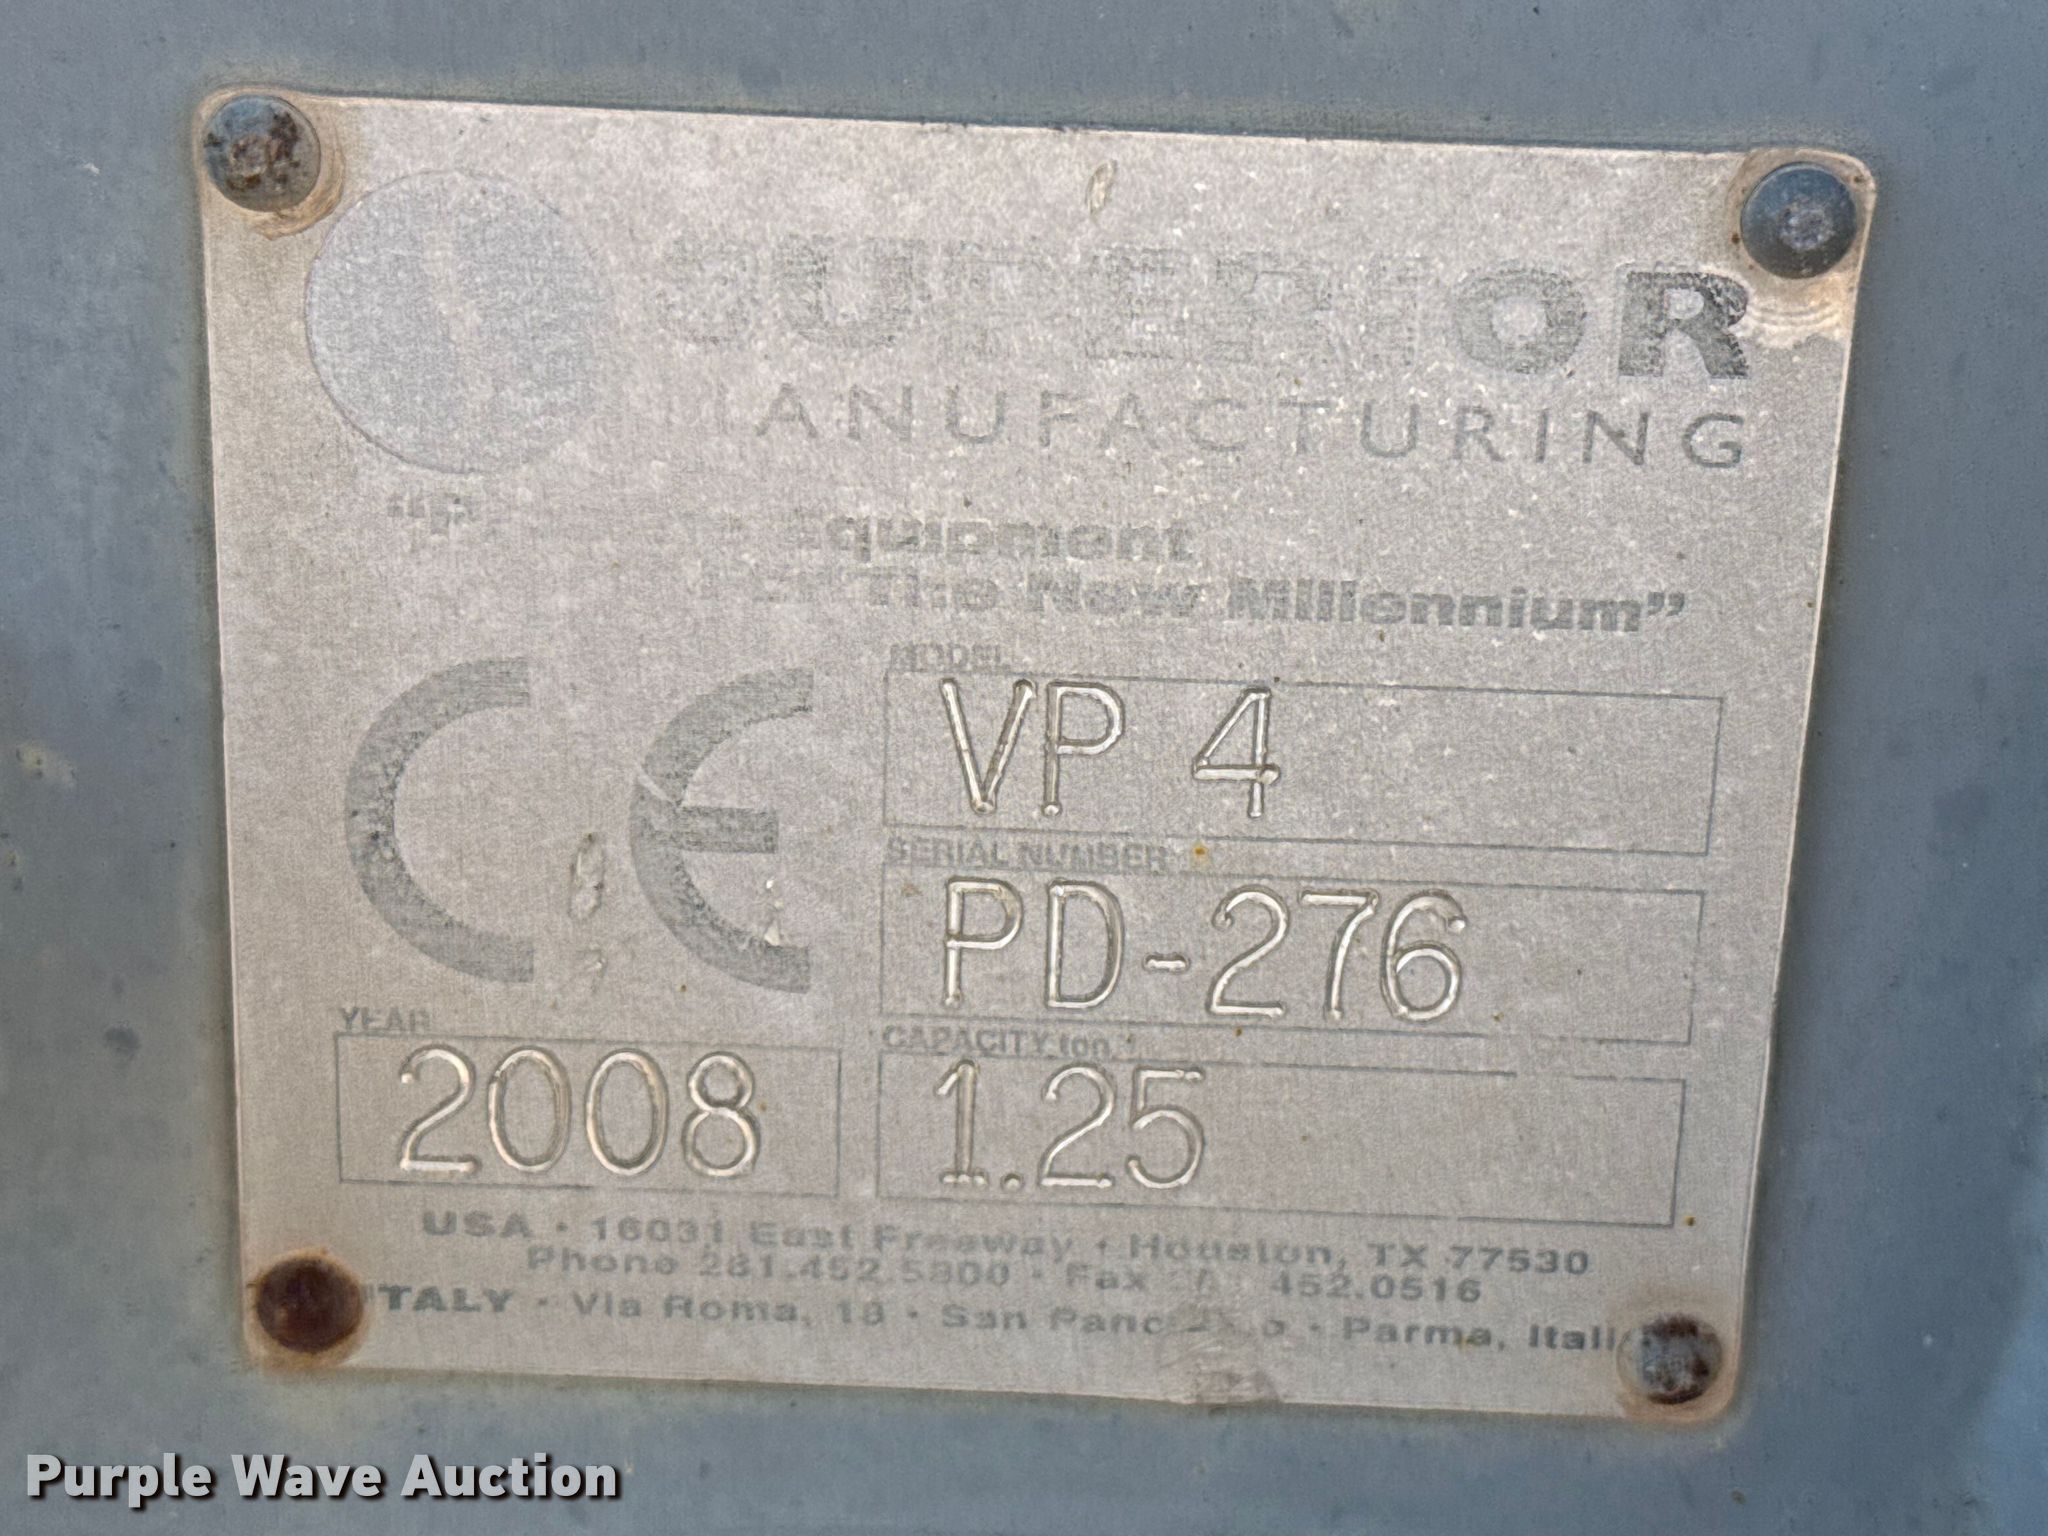 SUPERIOR
MANUFACTURING
Equipment
For The New Millennium”
CE
MODEL
VP 4
SERIAL NUMBER
PD-276
YEAR
2008
CAPACITY ton
1.25
USA • 16031 East Freeway • Houston, TX 77530
Phone 281.452.5800 • Fax 452.0516
ITALY • Via Roma, 18 • San • Parma,
Purple Wave Auction